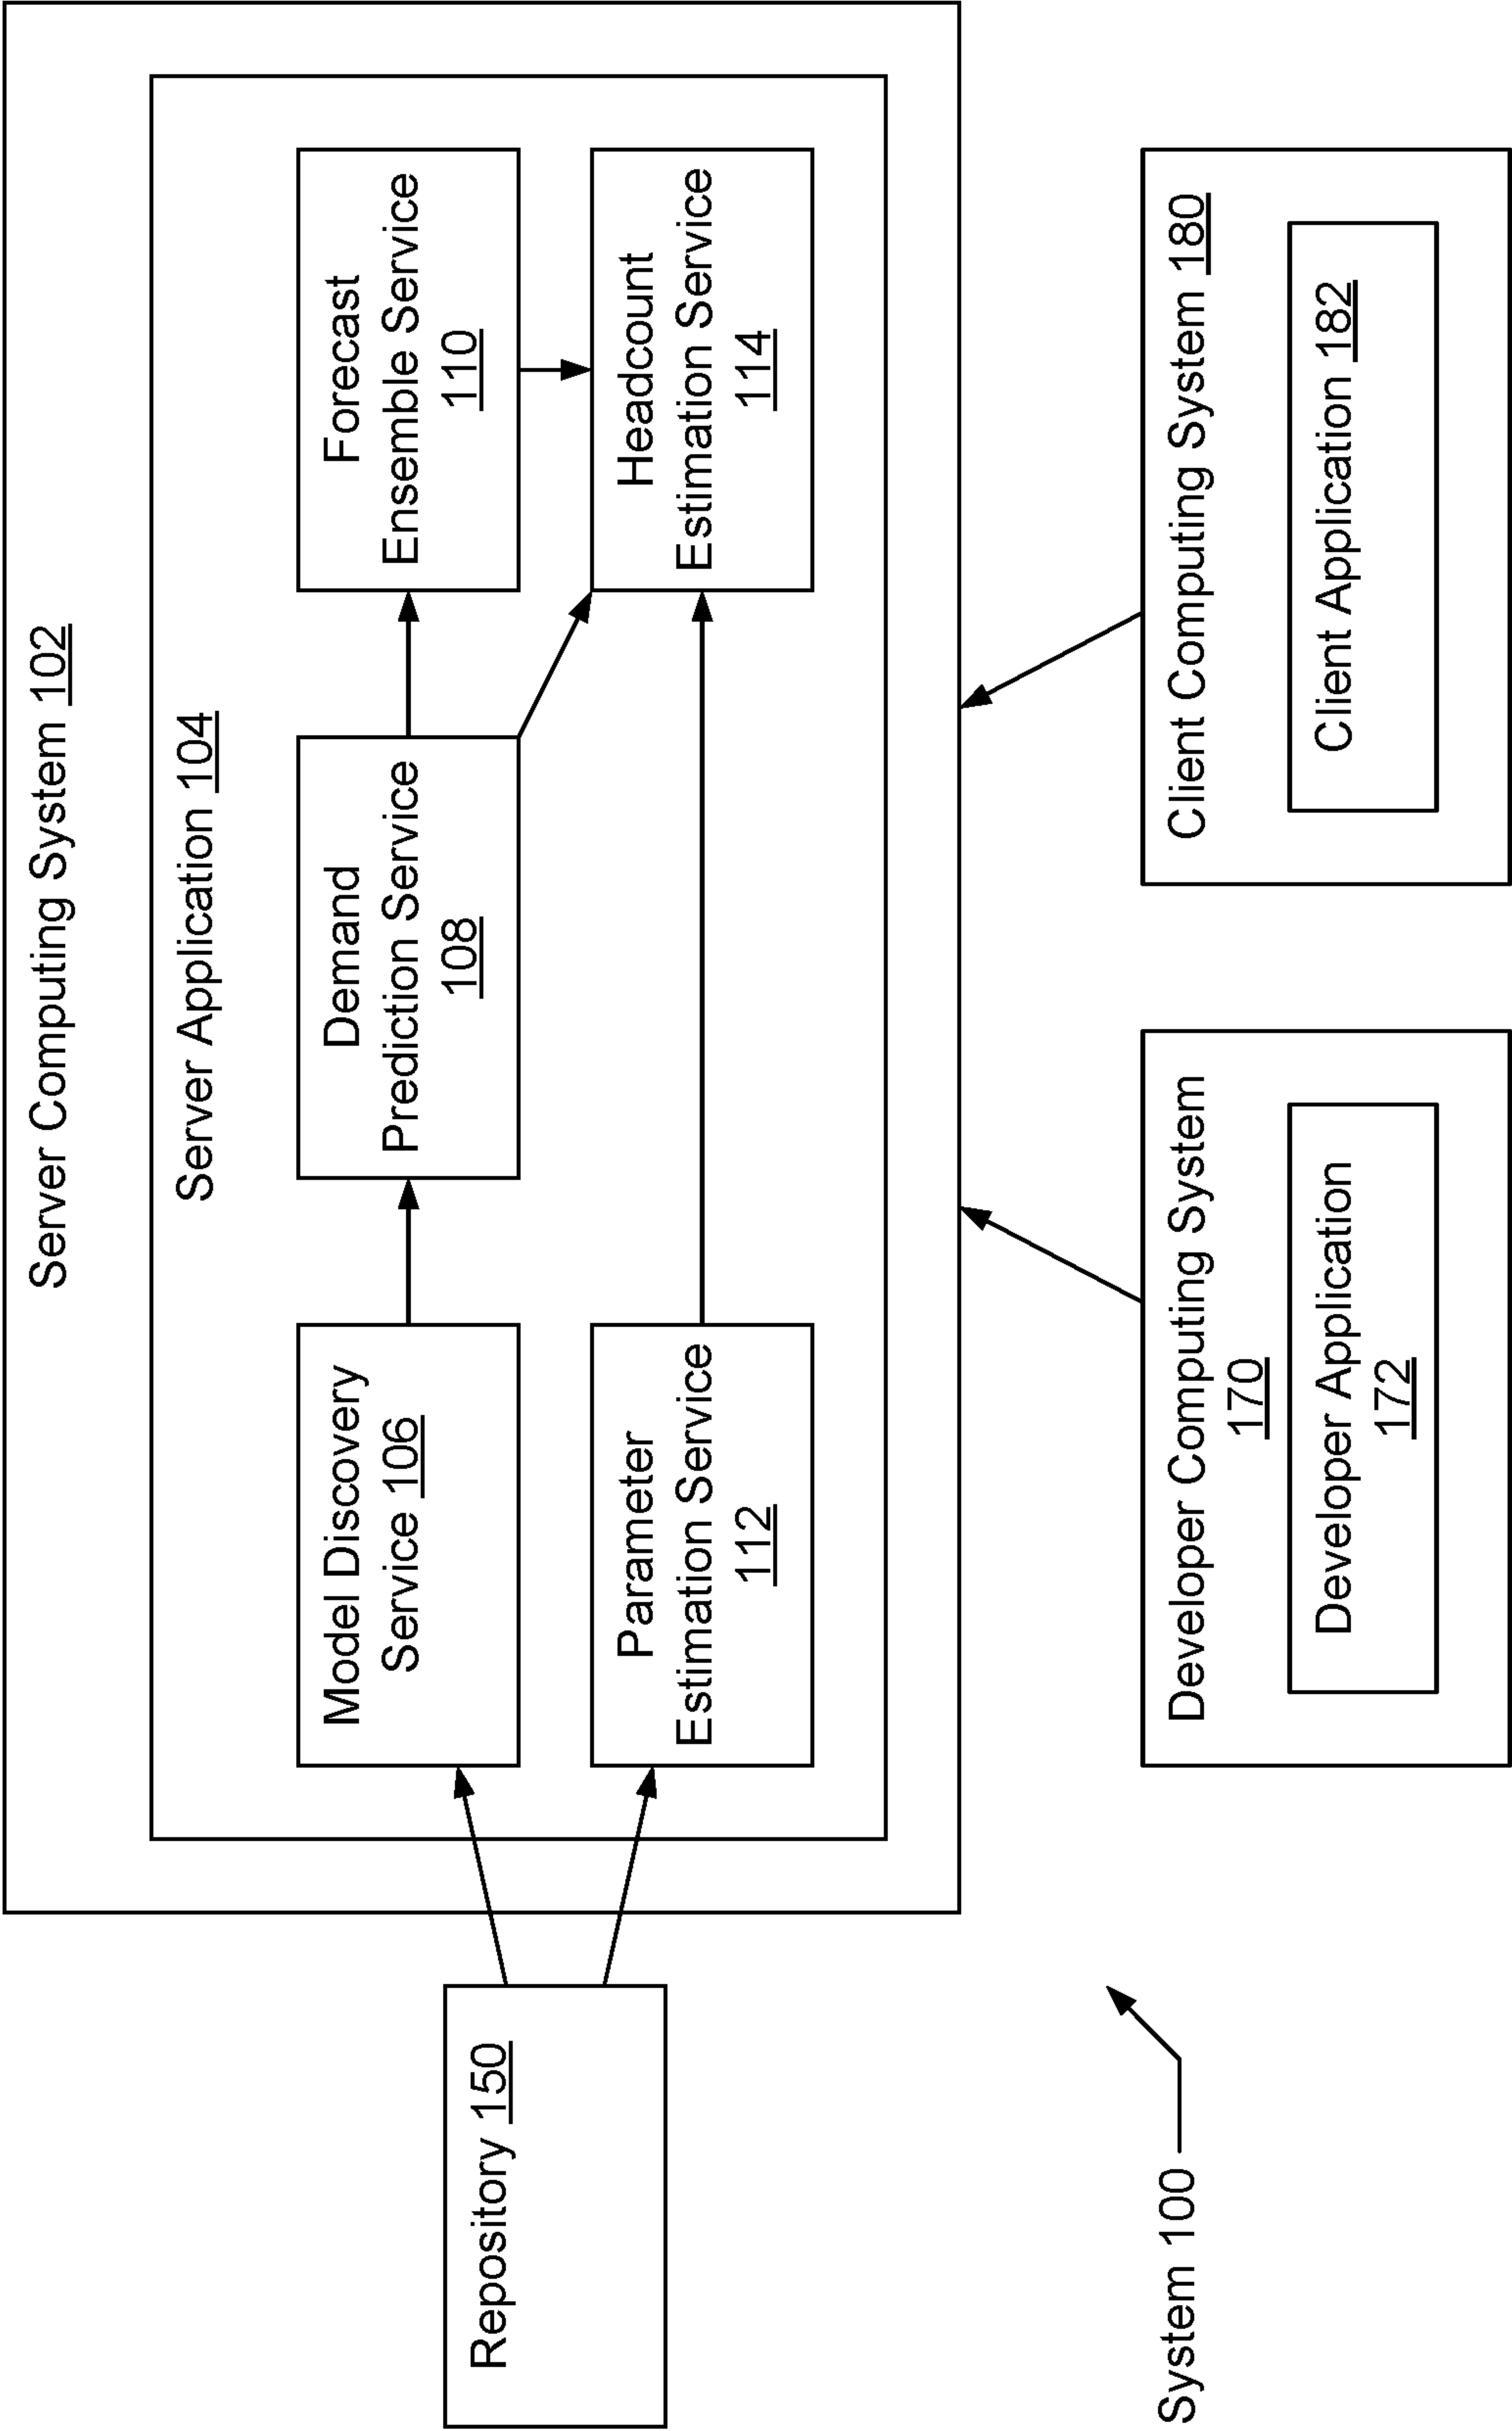 Server Computing System 102
Server Application 104
Model Discovery
Service 106
Demand
Prediction Service
108
Forecast
Ensemble Service
110
Parameter
Estimation Service
112
Headcount
Estimation Service
114
Repository 150
Developer Computing System
170
Developer Application
172
Client Computing System 180
Client Application 182
System 100